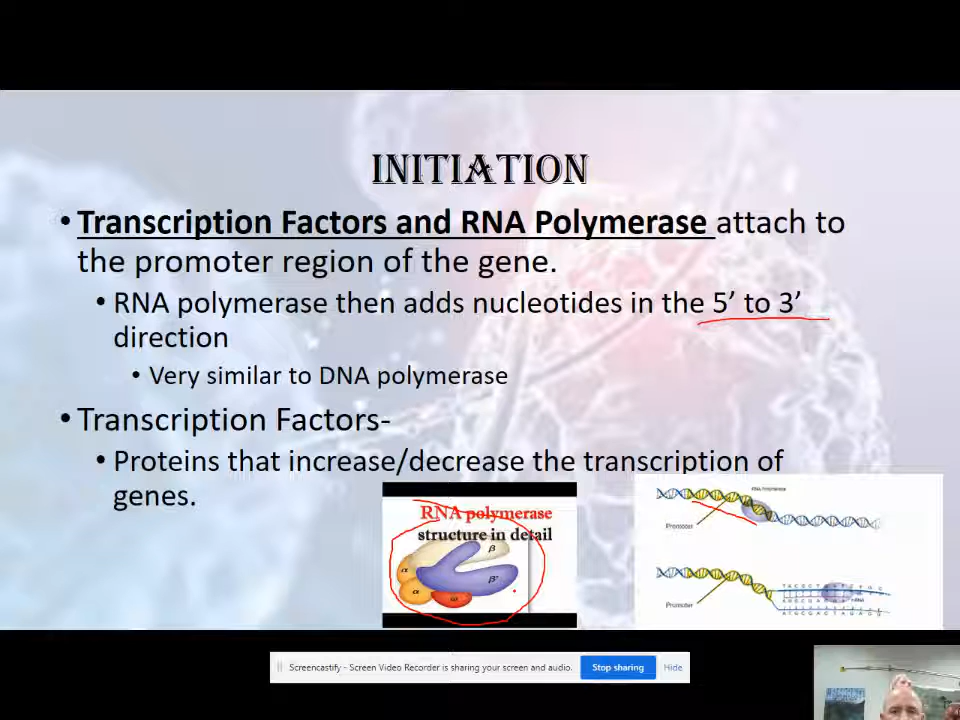 INITIATION
• Transcription Factors and RNA Polymerase attach to
the promoter region of the gene.
• RNA polymerase then adds nucleotides in the 5’ to 3’
direction
• Very similar to DNA polymerase
• Transcription Factors-
• Proteins that increase/decrease the transcription of
genes.
RNA polymerase
structure in detail
β
α
β'
α
ω
RNA Polymerase
Promoter
Promoter
Screencastify - Screen Video Recorder is sharing your screen and audio.
Stop sharing
Hide